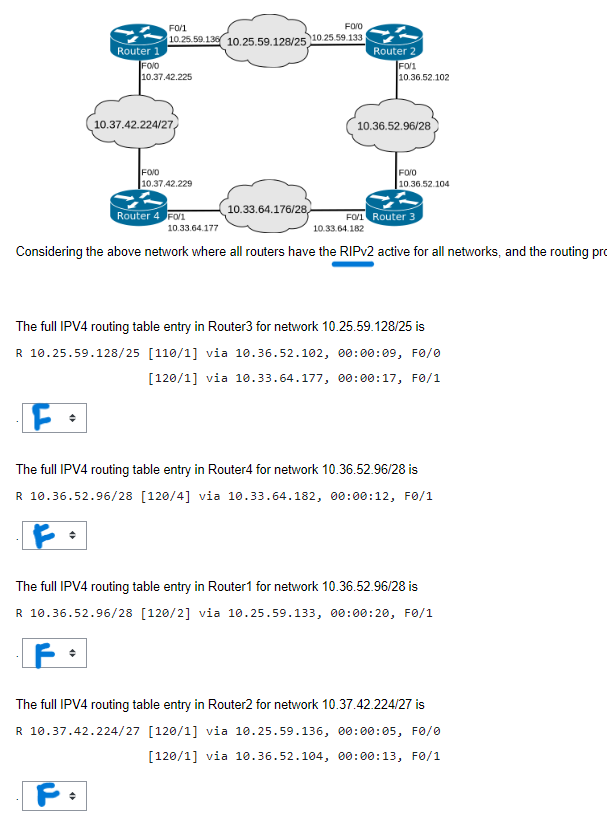 F0/1
10.25.59.136
10.25.59.128/25
F0/0
10.25.59.133
Router 1
Router 2
F0/0
10.37.42.225
F0/1
10.36.52.102
10.37.42.224/27
10.36.52.96/28
F0/0
10.37.42.229
F0/0
10.36.52.104
Router 4
F0/1
10.33.64.177
10.33.64.176/28
F0/1
10.33.64.182
Router 3
Considering the above network where all routers have the RIPv2 active for all networks, and the routing pro
The full IPV4 routing table entry in Router3 for network 10.25.59.128/25 is
R 10.25.59.128/25 [110/1] via 10.36.52.102, 00:00:09, F0/0
[120/1] via 10.33.64.177, 00:00:17, F0/1
. F
The full IPV4 routing table entry in Router4 for network 10.36.52.96/28 is
R 10.36.52.96/28 [120/4] via 10.33.64.182, 00:00:12, F0/1
. F
The full IPV4 routing table entry in Router1 for network 10.36.52.96/28 is
R 10.36.52.96/28 [120/2] via 10.25.59.133, 00:00:20, F0/1
. F
The full IPV4 routing table entry in Router2 for network 10.37.42.224/27 is
R 10.37.42.224/27 [120/1] via 10.25.59.136, 00:00:05, F0/0
[120/1] via 10.36.52.104, 00:00:13, F0/1
. F